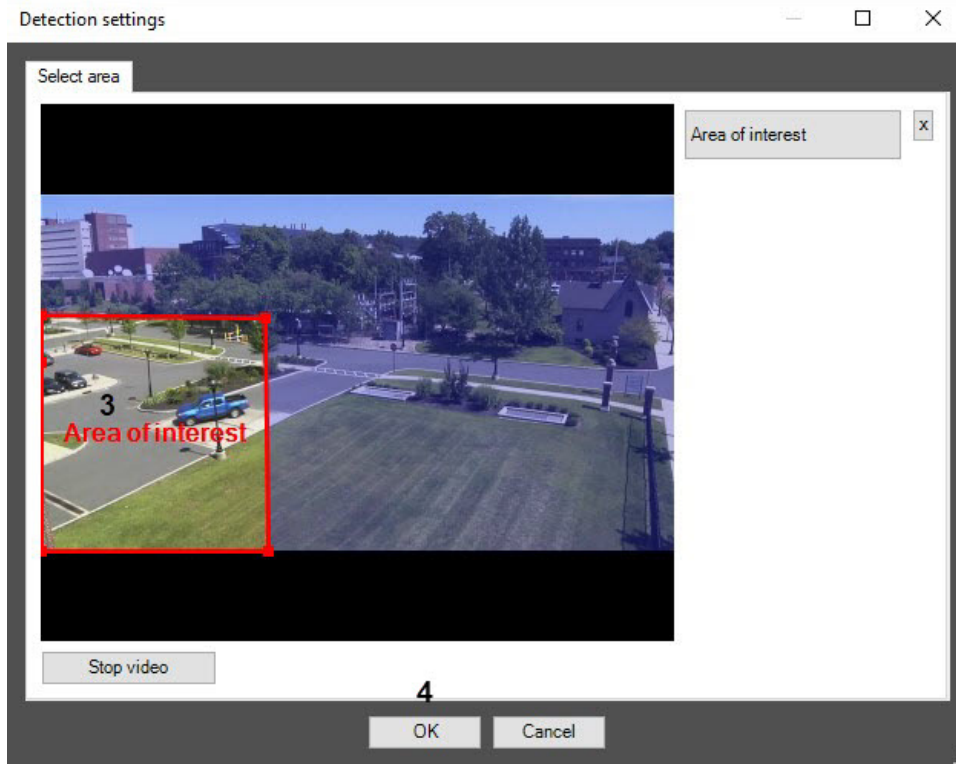 Detection settings
Select area
Area of interest
x
3
Area of interest
Stop video
4
OK
Cancel